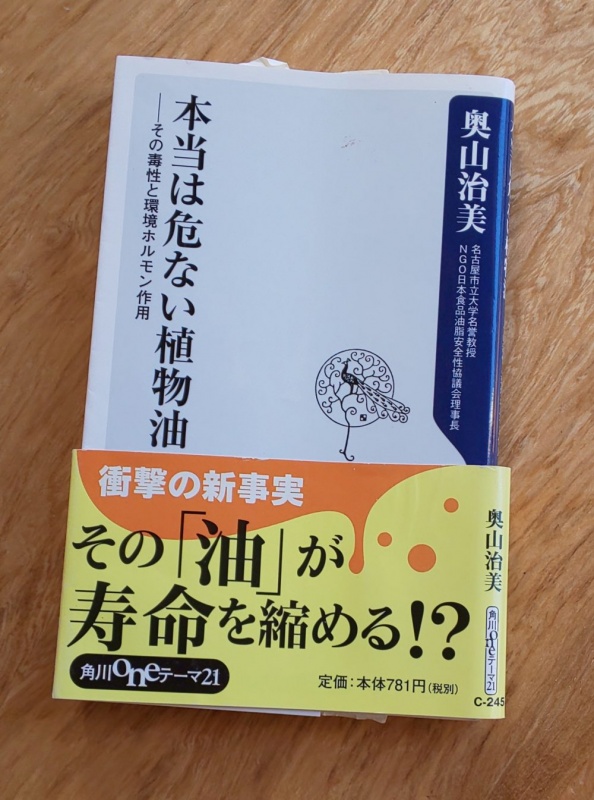 奥山治美
名古屋市立大学名誉教授
NGO日本食品油脂安全性協議会理事長
本当は危ない植物油
――その毒性と環境ホルモン作用
衝撃の新事実
その「油」が
寿命を縮める!?
角川oneテーマ21
定価:本体781円(税別)
奥山治美
角川oneテーマ21
C-245